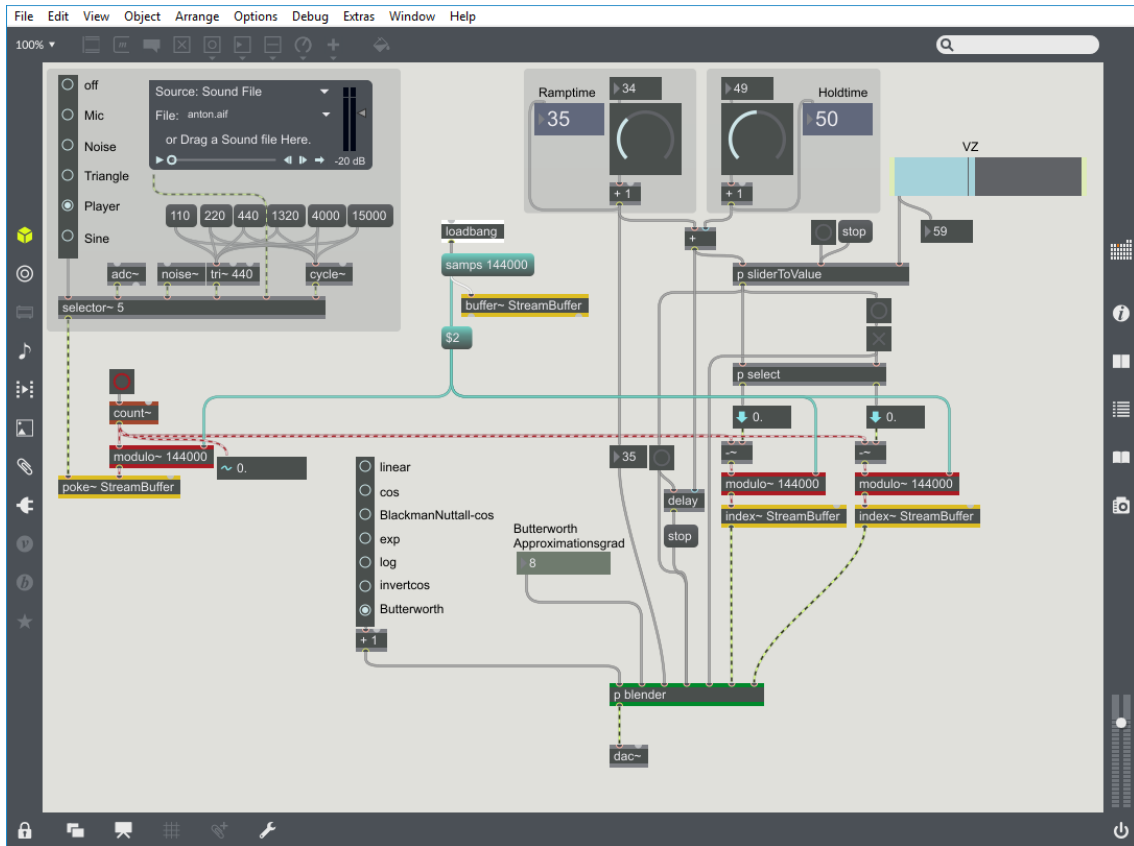 File Edit View Object Arrange Options Debug Extras Window Help
100%
off
Mic
Noise
Triangle
Player
Sine
Source: Sound File
File: anton.aif
or Drag a Sound file Here.
-20 dB
110 220 440 1320 4000 15000
adc~ noise~ tri~ 440 cycle~
selector~ 5
Ramptime
34
35
+ 1
49
Holdtime
50
+ 1
VZ
59
loadbang
samps 144000
buffer~ StreamBuffer
$2
+
stop
p sliderToValue
p select
0. 0.
count~
modulo~ 144000
0.
poke~ StreamBuffer
-~ -~
modulo~ 144000 modulo~ 144000
index~ StreamBuffer index~ StreamBuffer
linear
cos
BlackmanNuttall-cos
exp
log
invertcos
Butterworth
+ 1
35
delay
stop
Butterworth
Approximationsgrad
8
p blender
dac~